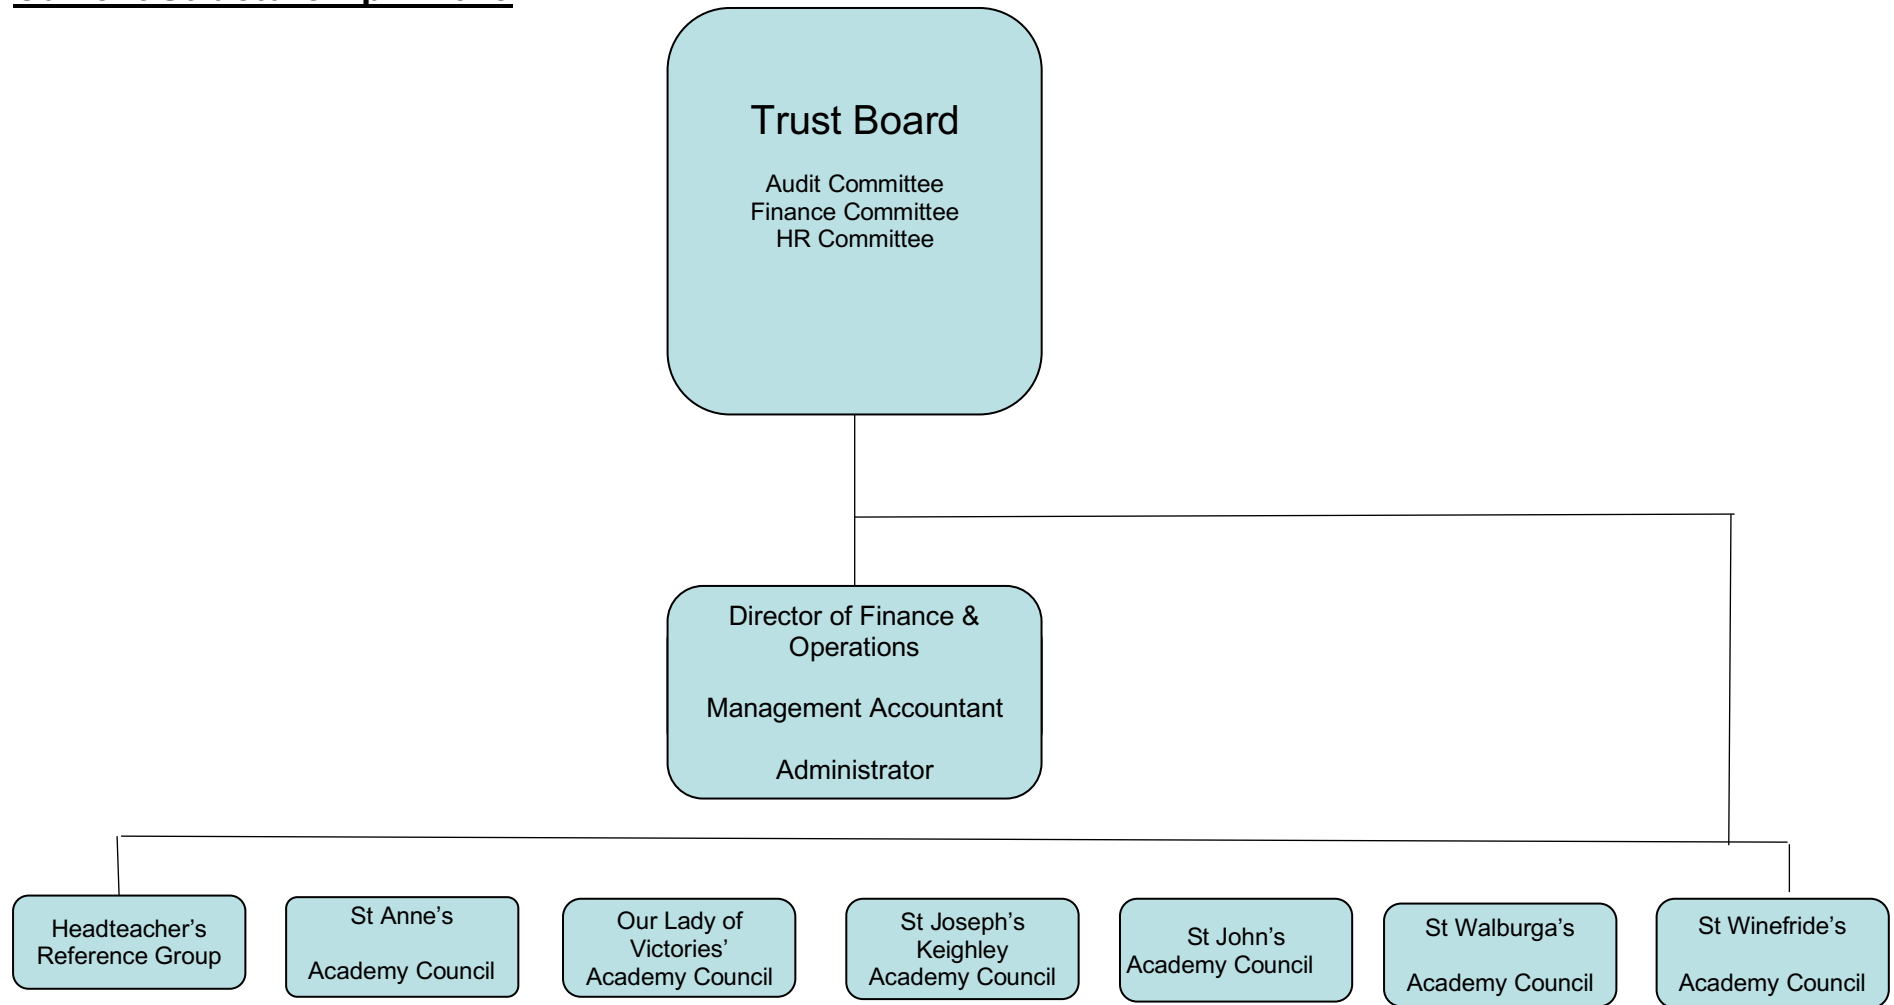 Trust Board
Audit Committee
Finance Committee
HR Committee
Director of Finance &
Operations
Management Accountant
Administrator
Headteacher’s
Reference Group
St Anne’s
Academy Council
Our Lady of
Victories’
Academy Council
St Joseph’s
Keighley
Academy Council
St John’s
Academy Council
St Walburga’s
Academy Council
St Winefride’s
Academy Council